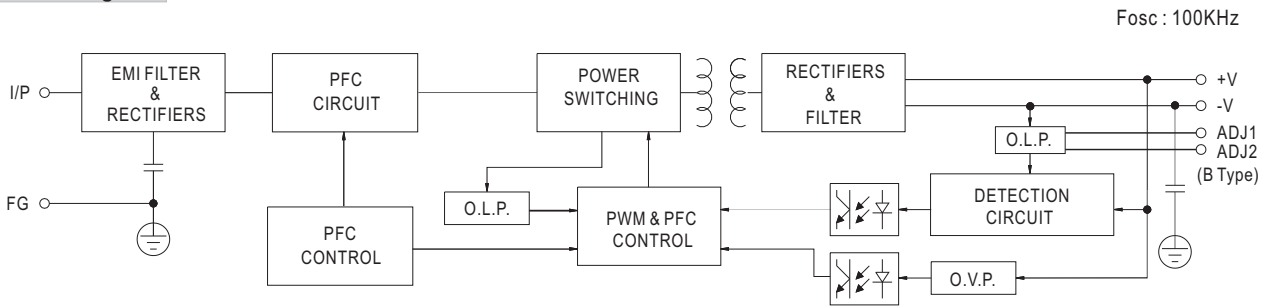 Fosc : 100KHz
I/P
EMI FILTER
&
RECTIFIERS
PFC
CIRCUIT
POWER
SWITCHING
RECTIFIERS
&
FILTER
+V
-V
O.L.P.
ADJ1
ADJ2
(B Type)
FG
O.L.P.
PFC
CONTROL
PWM & PFC
CONTROL
DETECTION
CIRCUIT
O.V.P.